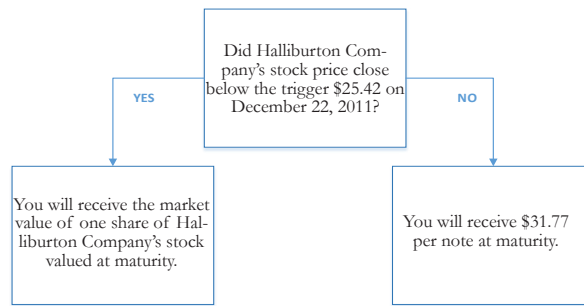 Did Halliburton Com-
pany's stock price close
below the trigger $25.42 on
December 22, 2011?
YES
NO
You will receive the market
value of one share of Hal-
liburton Company's stock
valued at maturity.
You will receive $31.77
per note at maturity.